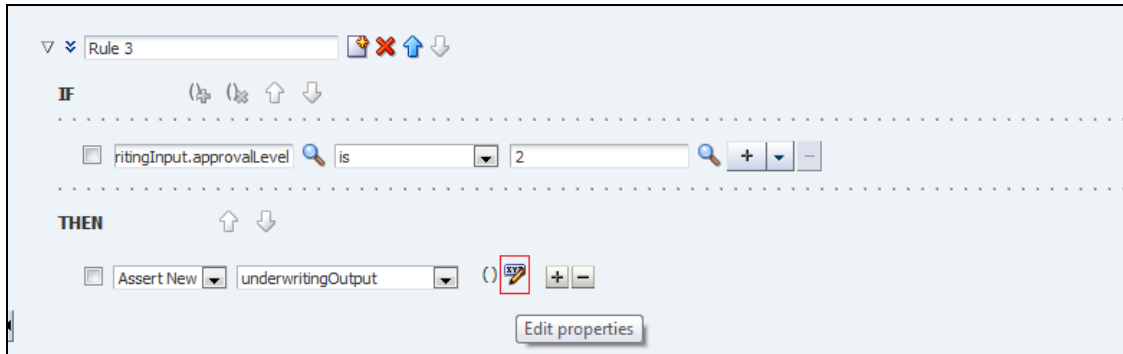 Rule 3
IF
ritingInput.approvalLevel is 2
THEN
Assert New underwritingOutput ()
Edit properties